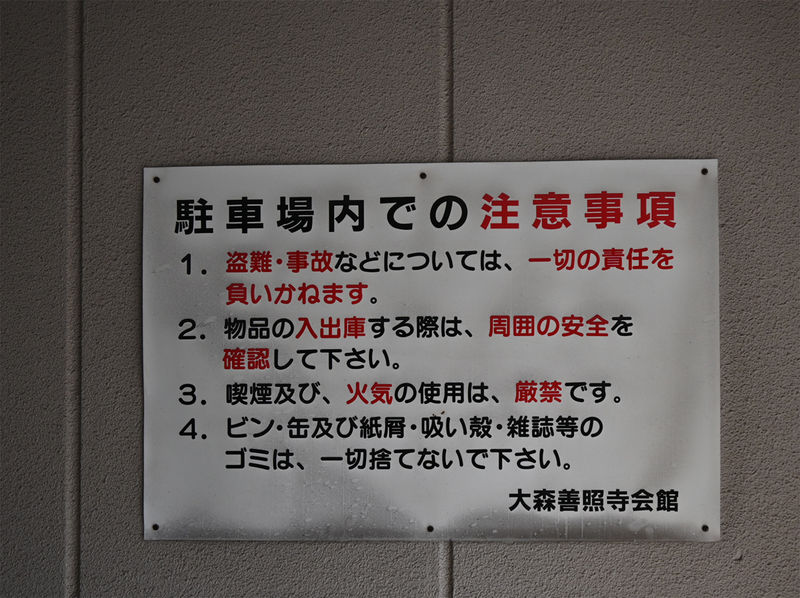 駐車場内での注意事項
1. 盗難・事故などについては、一切の責任を
負いかねます。
2. 物品の入出庫する際は、周囲の安全を
確認して下さい。
3. 喫煙及び、火気の使用は、厳禁です。
4. ビン・缶及び紙屑・吸い殻・雑誌等の
ゴミは、一切捨てないで下さい。
大森善照寺会館